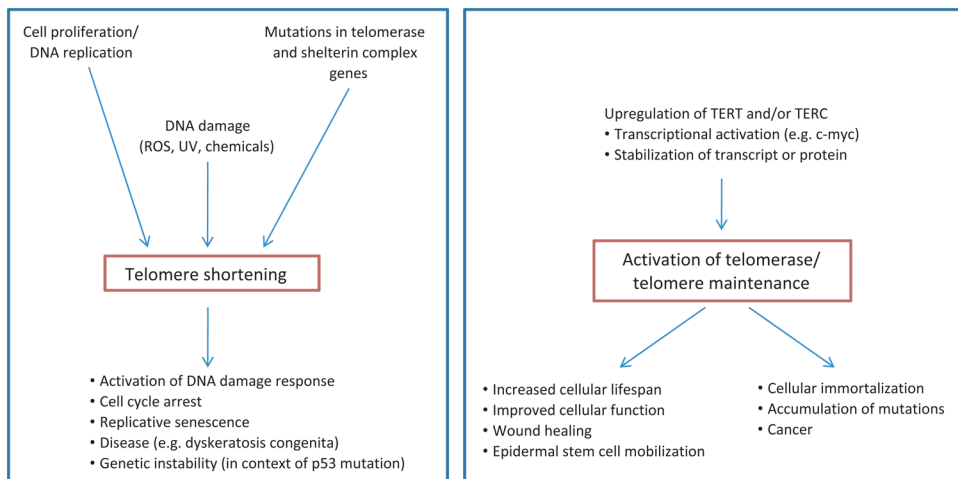 Cell proliferation/
DNA replication
Mutations in telomerase
and shelterin complex
genes
DNA damage
(ROS, UV, chemicals)
Telomere shortening
• Activation of DNA damage response
• Cell cycle arrest
• Replicative senescence
• Disease (e.g. dyskeratosis congenita)
• Genetic instability (in context of p53 mutation)
Upregulation of TERT and/or TERC
• Transcriptional activation (e.g. c-myc)
• Stabilization of transcript or protein
Activation of telomerase/
telomere maintenance
• Increased cellular lifespan
• Improved cellular function
• Wound healing
• Epidermal stem cell mobilization
• Cellular immortalization
• Accumulation of mutations
• Cancer